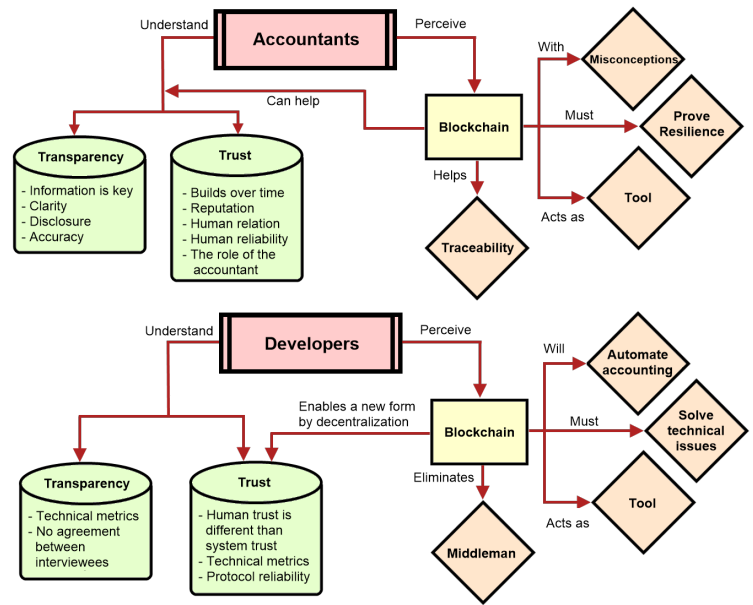 Understand
Accountants
Perceive
With
Misconceptions
Can help
Blockchain
Must
Prove
Resilience
Transparency
- Information is key
- Clarity
- Disclosure
- Accuracy
Trust
- Builds over time
- Reputation
- Human relation
- Human reliability
- The role of the
accountant
Helps
Traceability
Acts as
Tool
Understand
Developers
Perceive
Will
Automate
accounting
Enables a new form
by decentralization
Blockchain
Must
Solve
technical
issues
Transparency
- Technical metrics
- No agreement
between
interviewees
Trust
- Human trust is
different than
system trust
- Technical metrics
- Protocol reliability
Eliminates
Middleman
Acts as
Tool